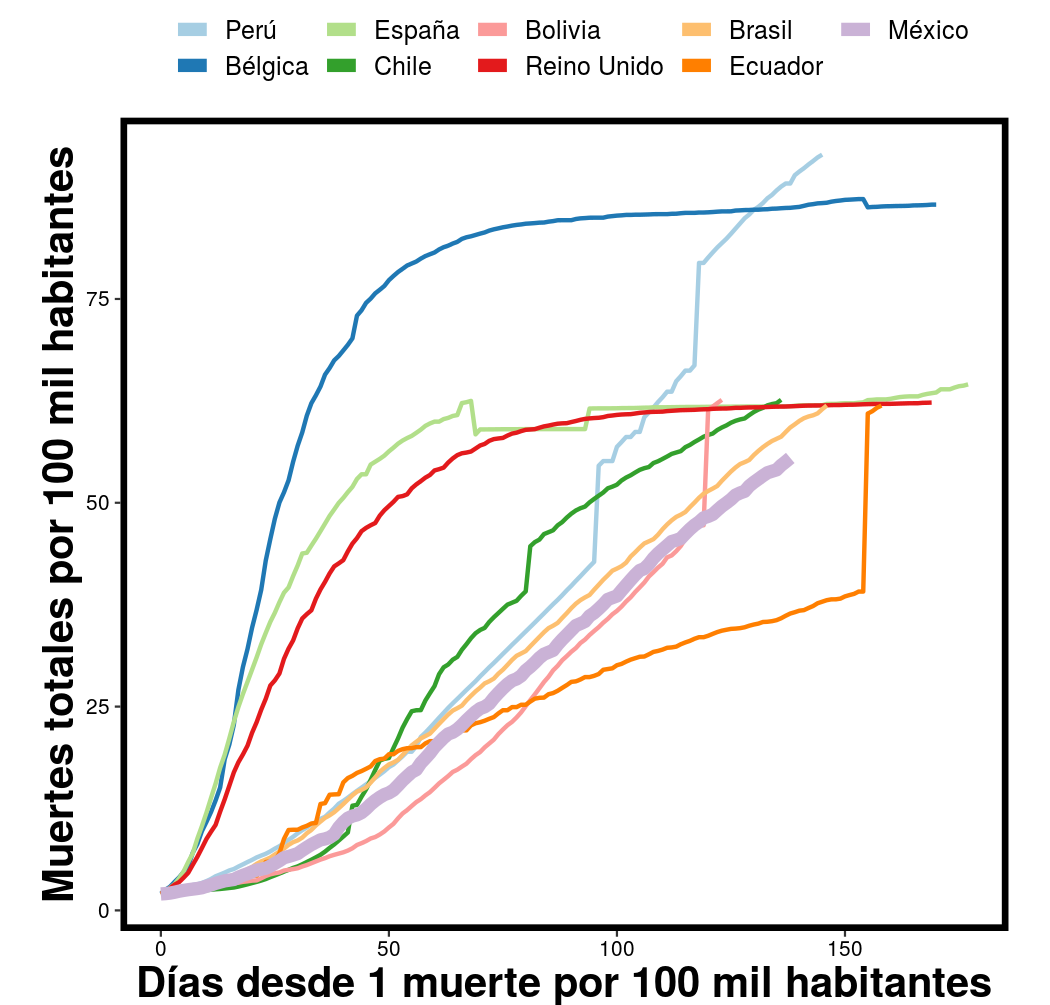 Perú España Bolivia Brasil México
Bélgica Chile Reino Unido Ecuador
Muertes totales por 100 mil habitantes
75
50
25
0
0 50 100 150
Días desde 1 muerte por 100 mil habitantes